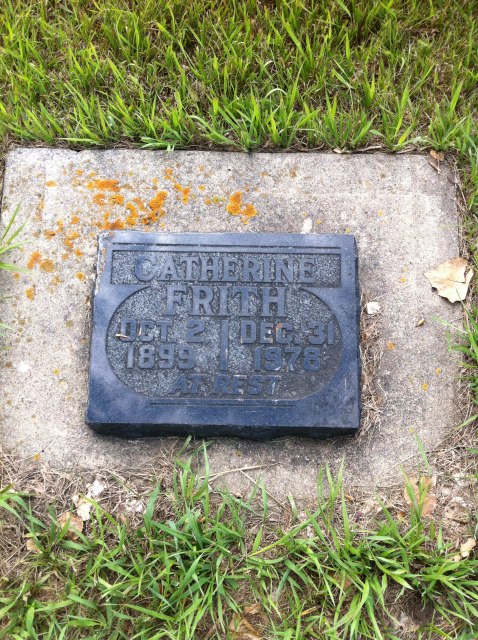 CATHERINE
FRITH
OCT. 2 DEC. 31
1899 1978
AT REST